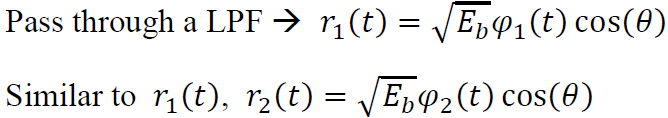 Pass through a LPF → r₁(t) = √E_b φ₁(t) cos(θ)
Similar to r₁(t), r₂(t) = √E_b φ₂(t) cos(θ)